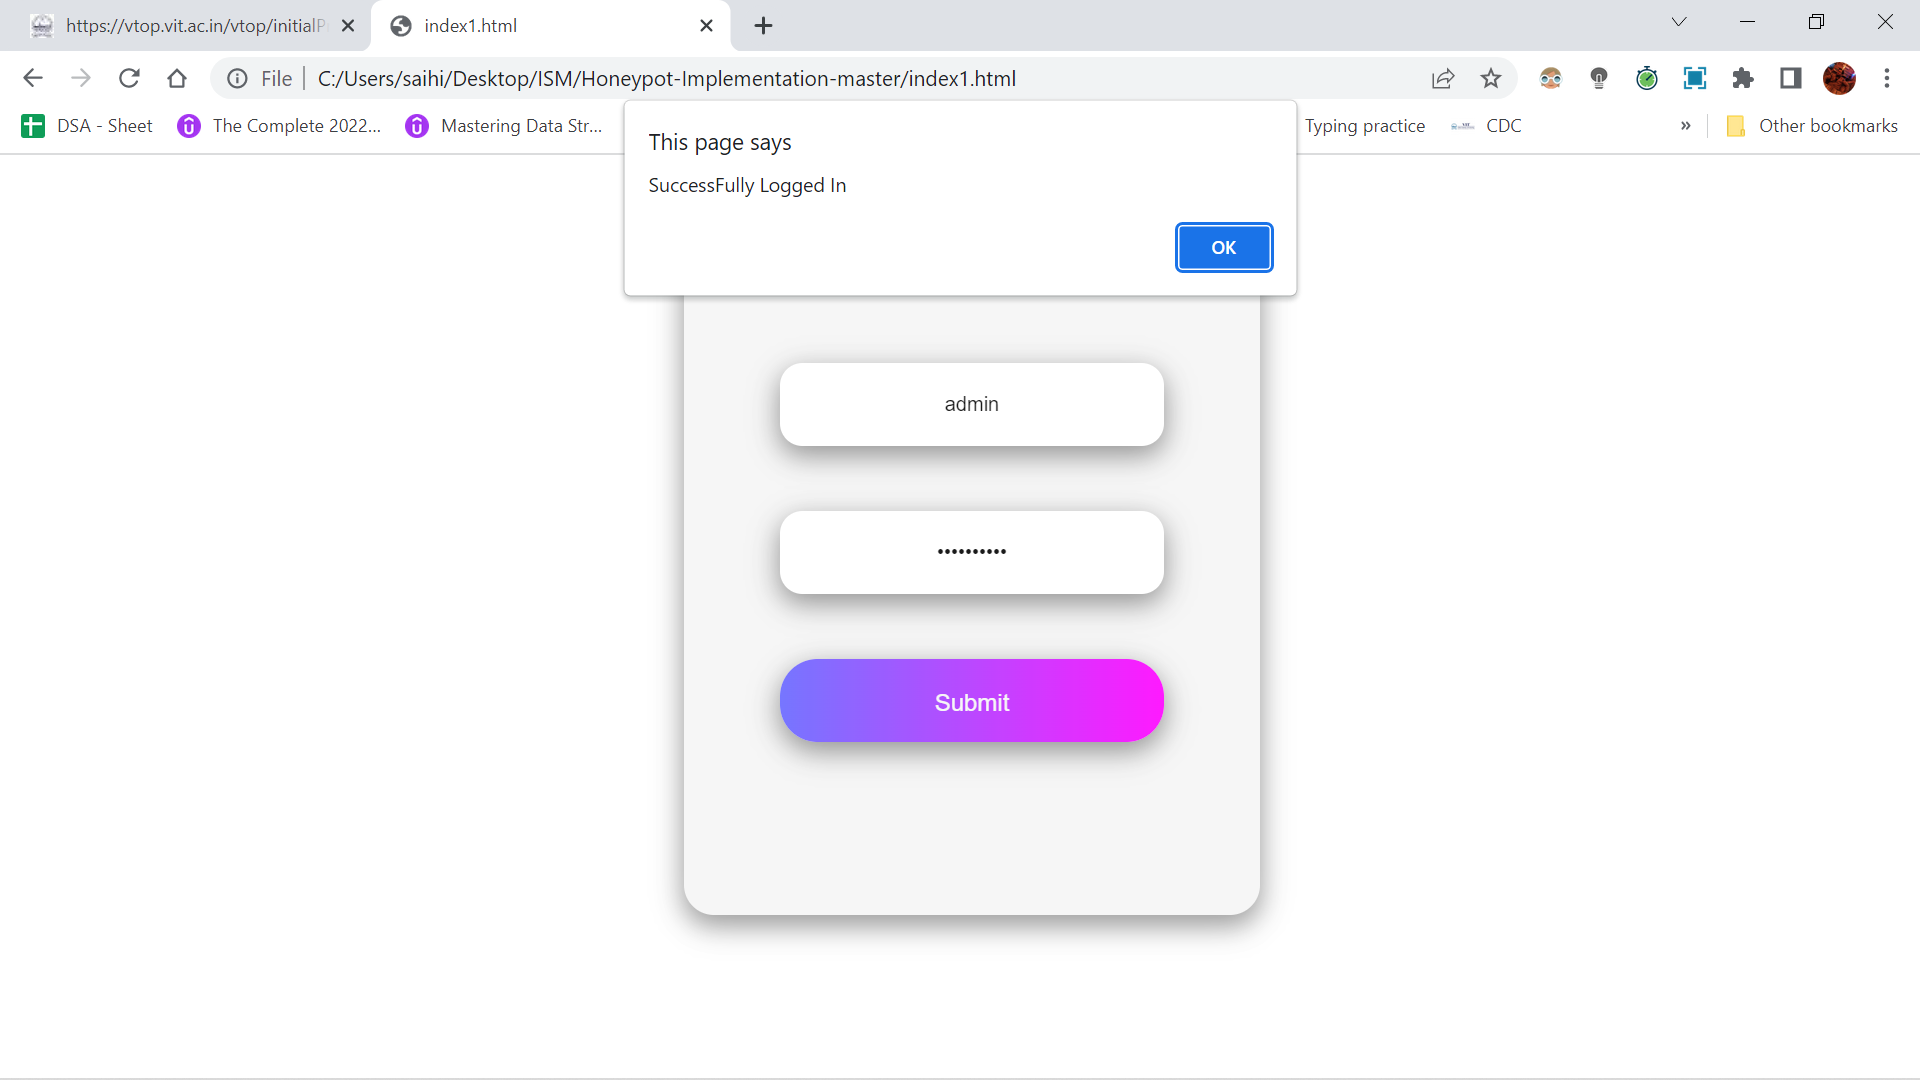 https://vtop.vit.ac.in/vtop/initialP
index1.html
File
C:/Users/saihi/Desktop/ISM/Honeypot-Implementation-master/index1.html
DSA - Sheet
The Complete 2022...
Mastering Data Str...
Typing practice
CDC
»
Other bookmarks
This page says
SuccessFully Logged In
OK
admin
••••••••••
Submit